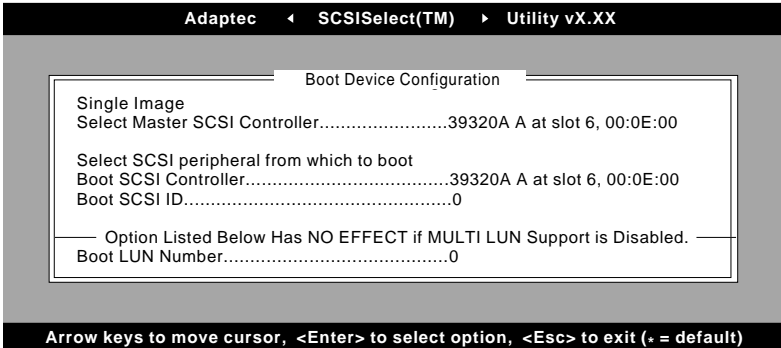 Adaptec ◄ SCSISelect(TM) ► Utility vX.XX
Boot Device Configuration
Single Image
Select Master SCSI Controller........................39320A A at slot 6, 00:0E:00
Select SCSI peripheral from which to boot
Boot SCSI Controller......................................39320A A at slot 6, 00:0E:00
Boot SCSI ID..................................................0
Option Listed Below Has NO EFFECT if MULTI LUN Support is Disabled.
Boot LUN Number..........................................0
Arrow keys to move cursor, <Enter> to select option, <Esc> to exit (* = default)